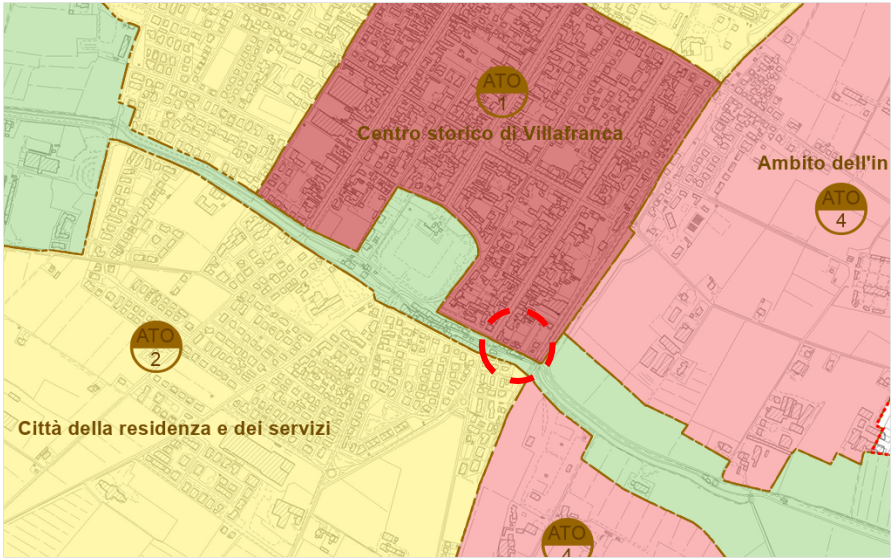 ATO
1
Centro storico di Villafranca
Ambito dell'in
ATO
4
ATO
2
Città della residenza e dei servizi
ATO
4